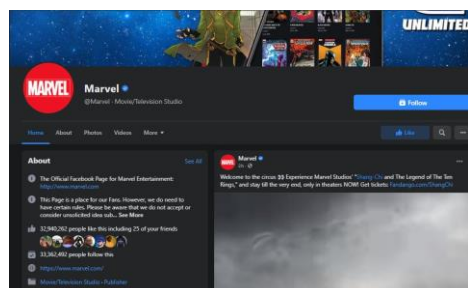 UNLIMITED
MARVEL
Marvel
@Marvel · Movie/Television Studio
Follow
Home About Photos Videos More
Like
About See All
The Official Facebook Page for Marvel Entertainment:
http://www.marvel.com
This Page is a place for our Fans. However, we do need to
have certain rules. Please be aware that we do not accept or
consider unsolicited idea sub... See More
32,940,262 people like this including 25 of your friends
33,362,492 people follow this
https://www.marvel.com/
Movie/Television Studio · Publisher
MARVEL
Marvel
Welcome to the circus Experience Marvel Studios' "Shang-Chi and The Legend of The Ten
Rings," and stay till the very end, only in theaters NOW! Get tickets: Fandango.com/ShangChi